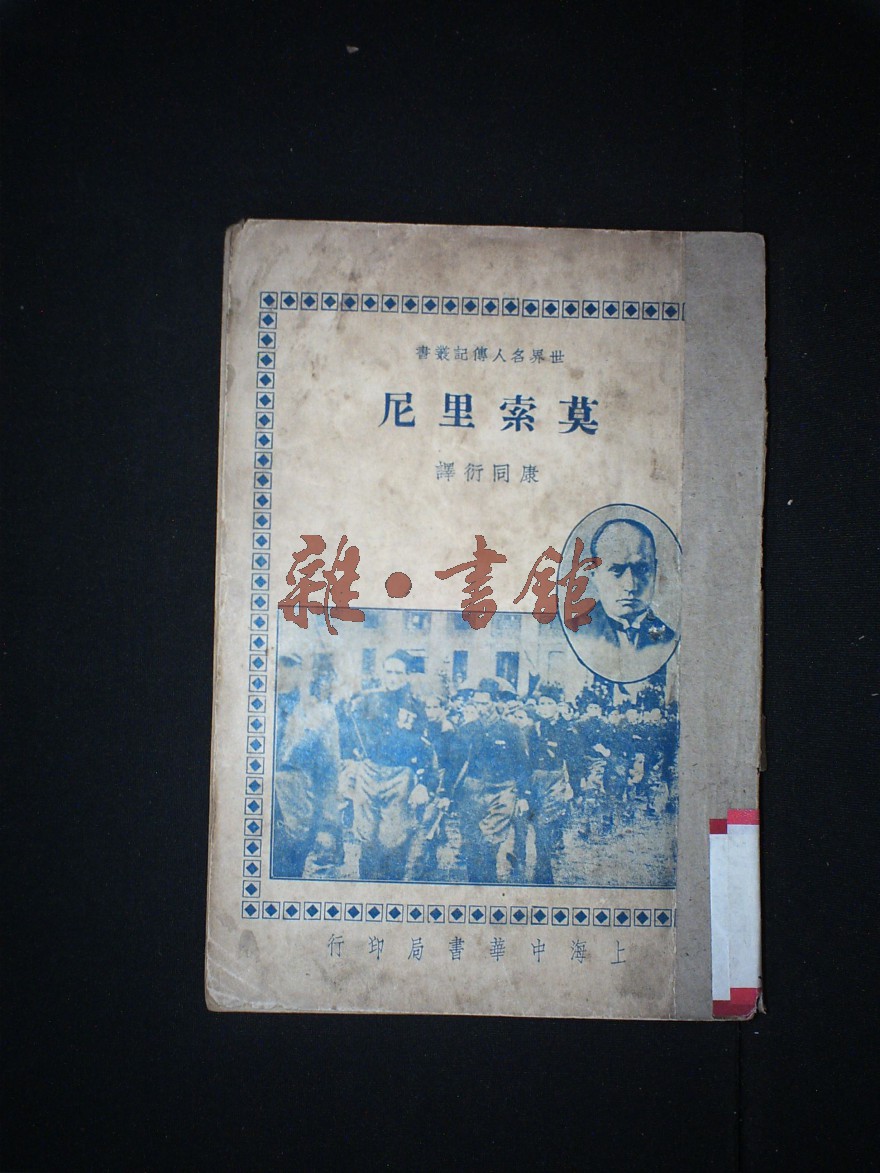 世界名人傳記叢書
莫索里尼
康同衍譯
雜·書館
上海中華書局印行